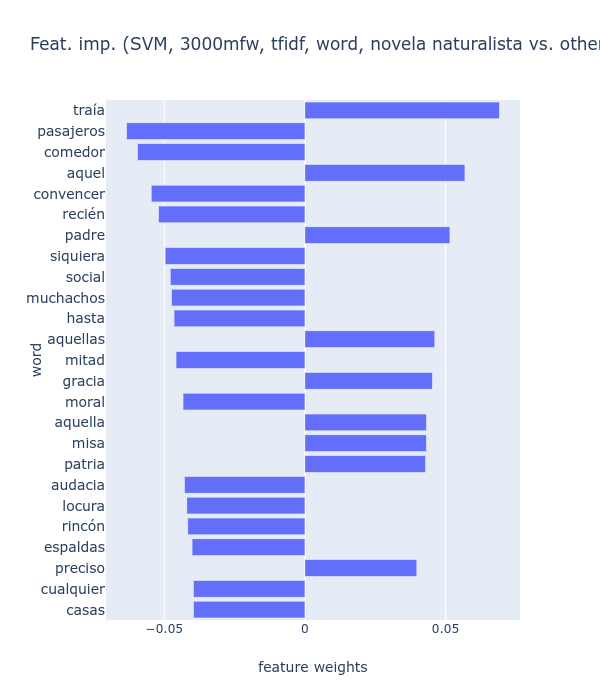 Feat. imp. (SVM, 3000mfw, tfidf, word, novela naturalista vs. other
traía
pasajeros
comedor
aquel
convencer
recién
padre
siquiera
social
muchachos
hasta
aquellas
word
mitad
gracia
moral
aquella
misa
patria
audacia
locura
rincón
espaldas
preciso
cualquier
casas
−0.05 0 0.05
feature weights